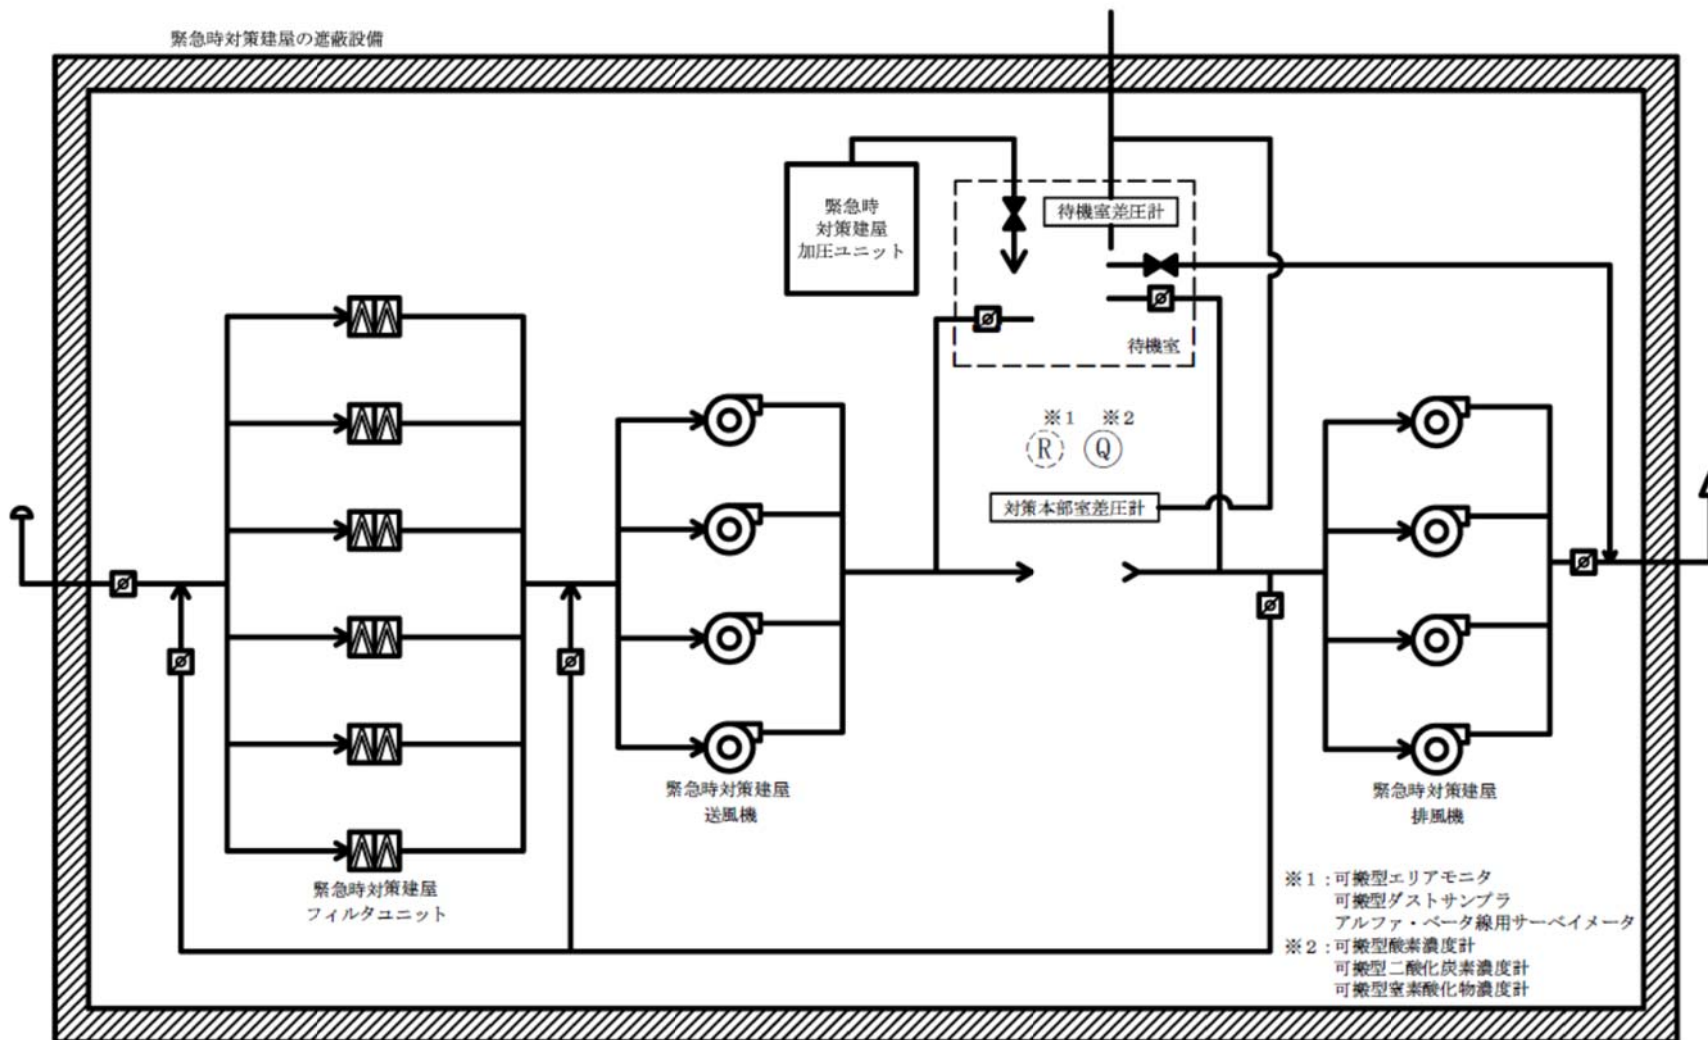 緊急時対策建屋の遮蔽設備
緊急時
対策建屋
加圧ユニット
待機室差圧計
待機室
※1 ※2
R Q
対策本部室差圧計
緊急時対策建屋
送風機
緊急時対策建屋
排風機
緊急時対策建屋
フィルタユニット
※1:可搬型エリアモニタ
可搬型ダストサンプラ
アルファ・ベータ線用サーベイメータ
※2:可搬型酸素濃度計
可搬型二酸化炭素濃度計
可搬型窒素酸化物濃度計